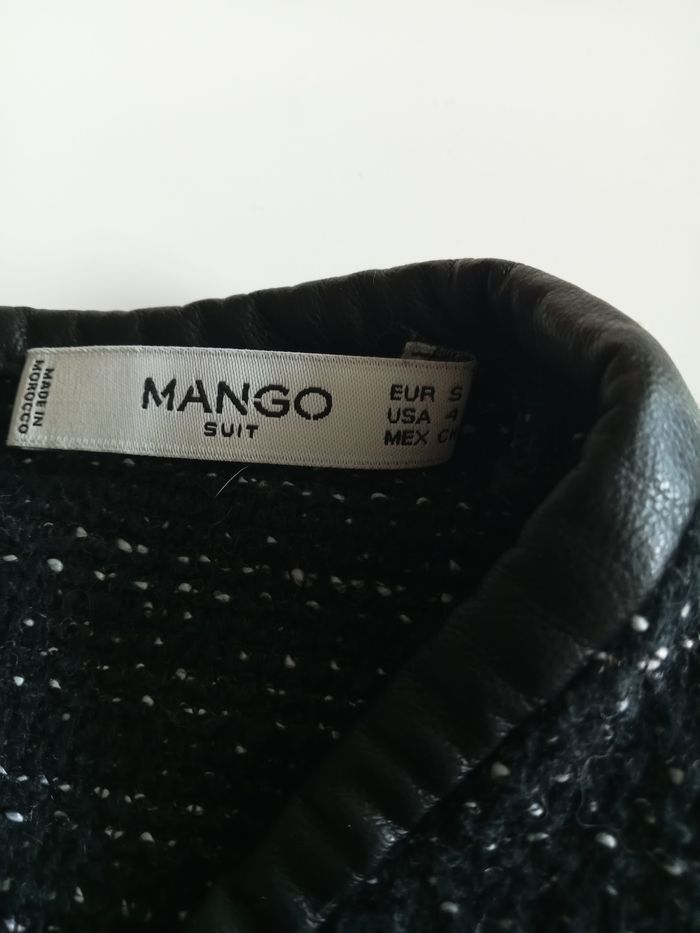 MADE IN
MOROCCO
MANGO
SUIT
EUR S
USA 4
MEX